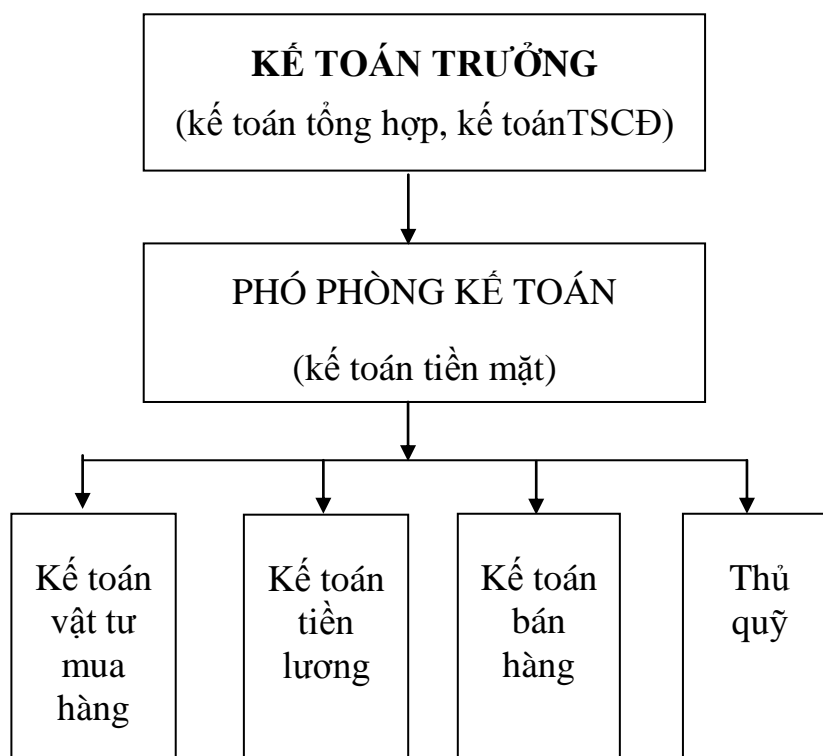 KẾ TOÁN TRƯỞNG
(kế toán tổng hợp, kế toánTSCĐ)
PHÓ PHÒNG KẾ TOÁN
(kế toán tiền mặt)
Kế toán
vật tư
mua
hàng
Kế toán
tiền
lương
Kế toán
bán
hàng
Thủ
quỹ